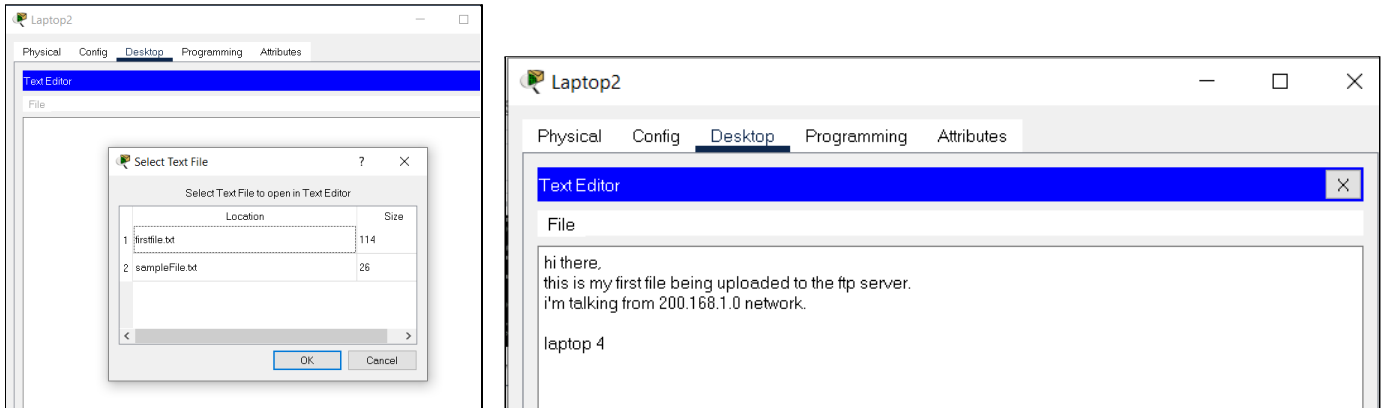 Laptop2
Physical Config Desktop Programming Attributes
Text Editor
File
Select Text File ?
Select Text File to open in Text Editor
Location Size
1 firstfile.txt 114
2 sampleFile.txt 26
OK Cancel
Laptop2
Physical Config Desktop Programming Attributes
Text Editor X
File
hi there,
this is my first file being uploaded to the ftp server.
i'm talking from 200.168.1.0 network.
laptop 4